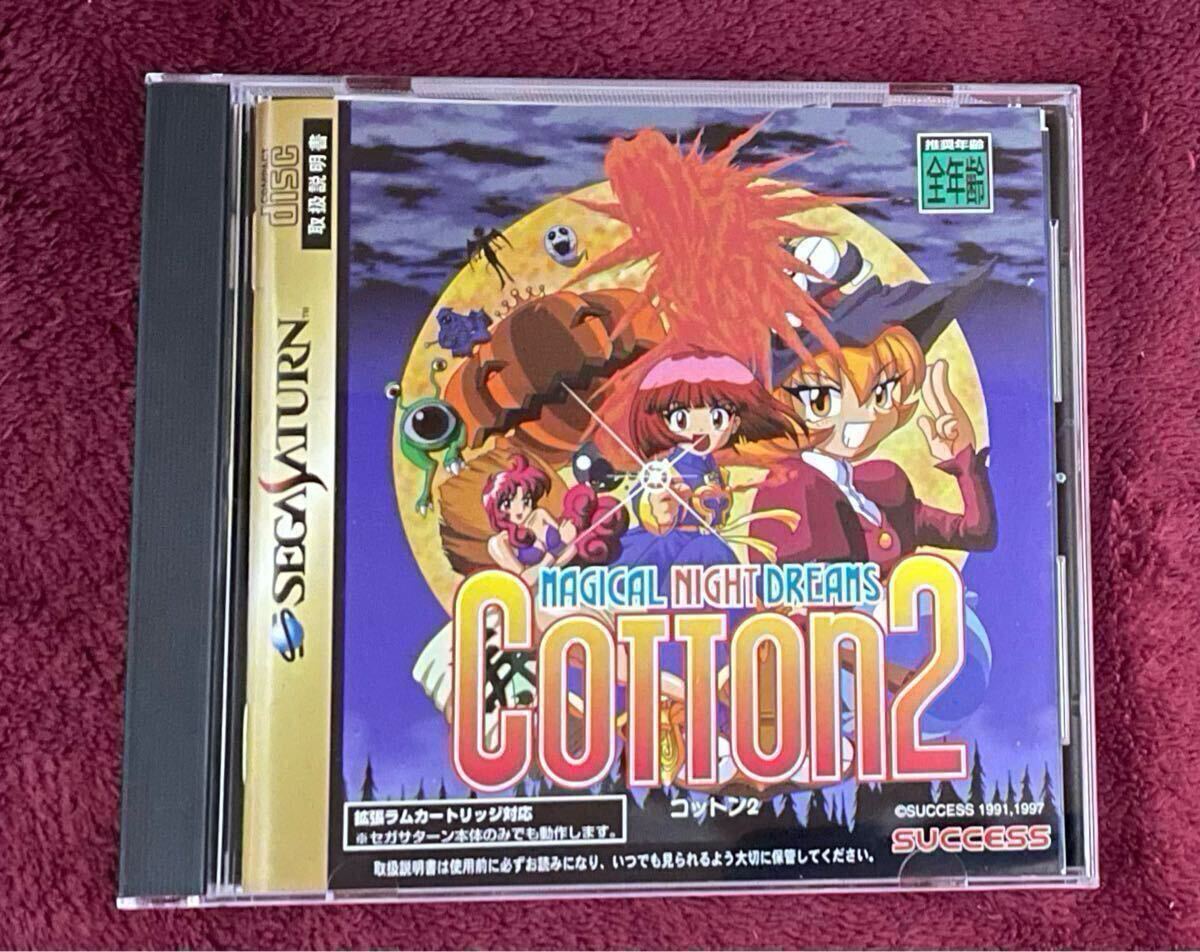 COMPACT
disc
取扱説明書
SEGA SATURN™
推奨年齢
全年齢
MAGICAL NIGHT DREAMS
COTTON2
コットン2
拡張ラムカートリッジ対応
※セガサターン本体のみでも動作します。
©SUCCESS 1991,1997
SUCCESS
取扱説明書は使用前に必ずお読みになり、いつでも見られるよう大切に保管してください。